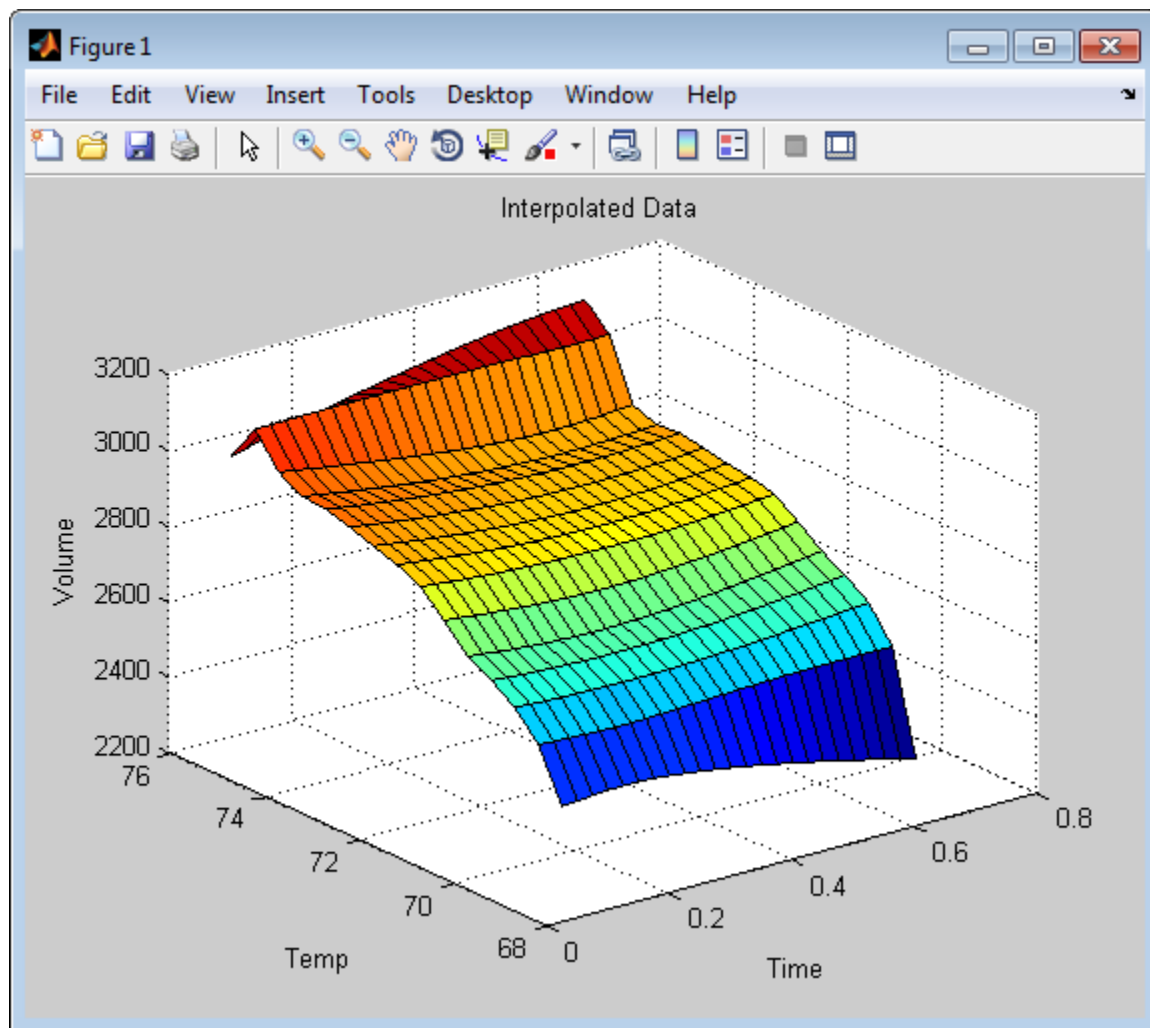 Figure 1
File Edit View Insert Tools Desktop Window Help
Interpolated Data
3200
3000
2800
2600
2400
2200
Volume
76
74
72
70
68
Temp
0
0.2
0.4
0.6
0.8
Time